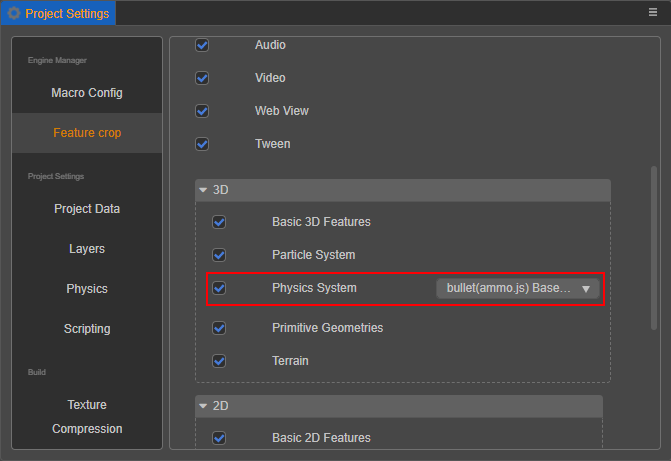 Project Settings
Engine Manager
Macro Config
Feature crop
Project Settings
Project Data
Layers
Physics
Scripting
Build
Texture
Compression
Audio
Video
Web View
Tween
3D
Basic 3D Features
Particle System
Physics System bullet(ammo.js) Base...
Primitive Geometries
Terrain
2D
Basic 2D Features